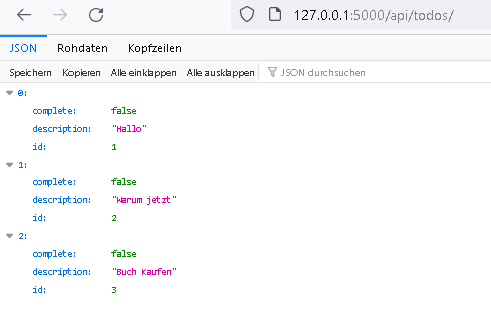 127.0.0.1:5000/api/todos/
JSON Rohdaten Kopfzeilen
Speichern Kopieren Alle einklappen Alle ausklappen JSON durchsuchen
0:
complete: false
description: "Hallo"
id: 1
1:
complete: false
description: "Warum jetzt"
id: 2
2:
complete: false
description: "Buch Kaufen"
id: 3